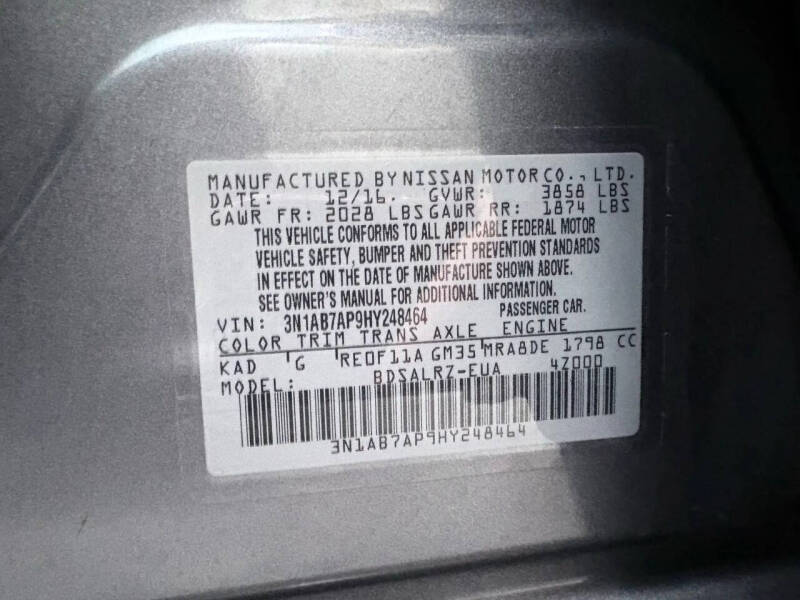 MANUFACTURED BY NISSAN MOTOR CO., LTD.
DATE: 12/16. GVWR: 3858 LBS
GAWR FR: 2028 LBS GAWR RR: 1874 LBS
THIS VEHICLE CONFORMS TO ALL APPLICABLE FEDERAL MOTOR
VEHICLE SAFETY, BUMPER AND THEFT PREVENTION STANDARDS
IN EFFECT ON THE DATE OF MANUFACTURE SHOWN ABOVE.
SEE OWNER'S MANUAL FOR ADDITIONAL INFORMATION.
PASSENGER CAR.
VIN: 3N1AB7AP9HY248464
COLOR TRIM TRANS AXLE ENGINE
KAD G RE0F11A GM35 MRA8DE 1798 CC
MODEL: BDSALRZ-EUA 4Z000
3N1AB7AP9HY248464